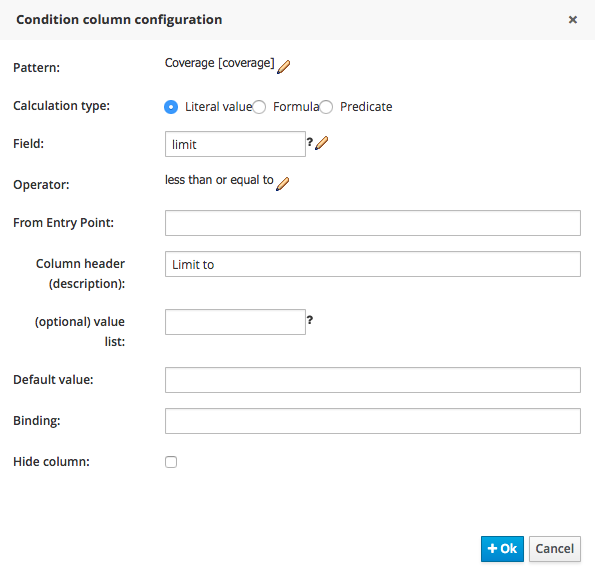 Condition column configuration ×
Pattern: Coverage [coverage]
Calculation type: Literal value Formula Predicate
Field: limit ?
Operator: less than or equal to
From Entry Point:
Column header Limit to
(description):
(optional) value ?
list:
Default value:
Binding:
Hide column:
+ Ok Cancel